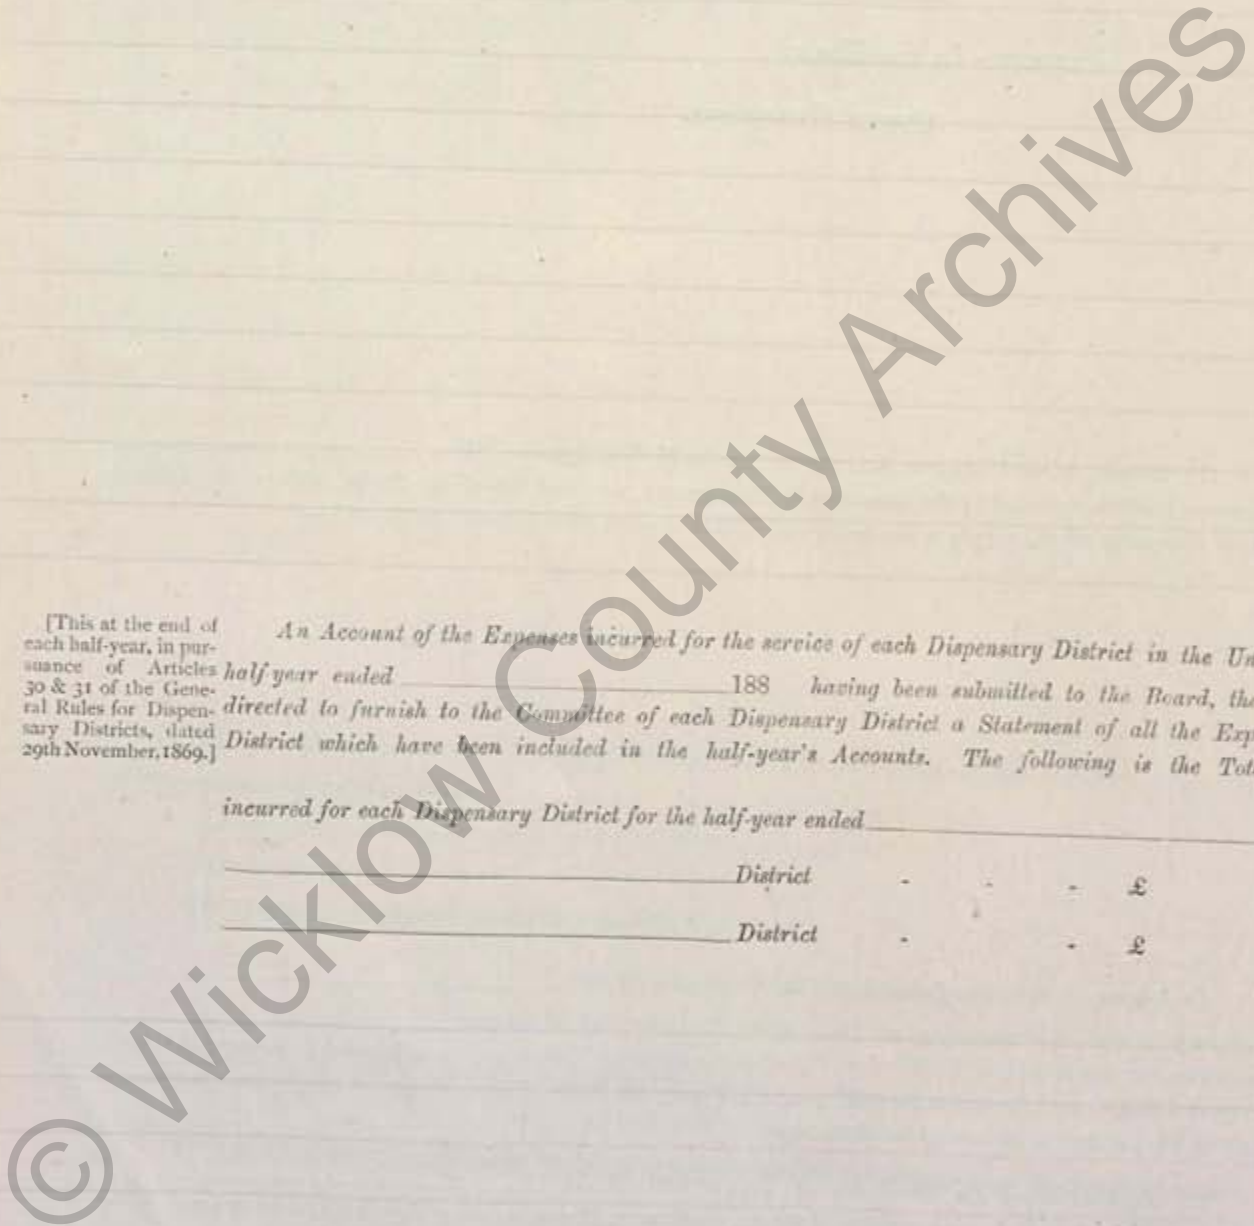 [This at the end of
each half-year, in pur-
suance of Articles
30 & 31 of the Gene-
ral Rules for Dispen-
sary Districts, dated
29th November, 1869.]
An Account of the Expenses incurred for the service of each Dispensary District in the Un
half-year ended 188 having been submitted to the Board, the
directed to furnish to the Committee of each Dispensary District a Statement of all the Exp
District which have been included in the half-year's Accounts. The following is the Tot
incurred for each Dispensary District for the half-year ended
District - - - £
District - - £
© Wicklow County Archives